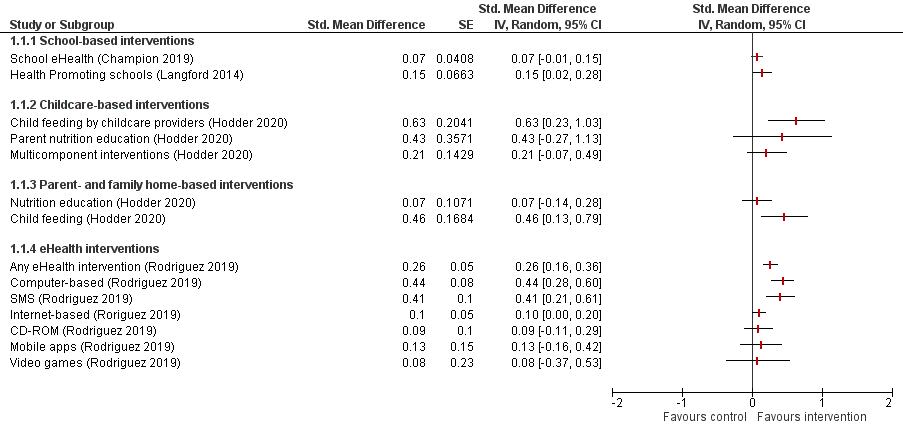 Std. Mean Difference Std. Mean Difference
Study or Subgroup Std. Mean Difference SE IV, Random, 95% CI IV, Random, 95% CI
1.1.1 School-based interventions
School eHealth (Champion 2019) 0.07 0.0408 0.07 [-0.01, 0.15]
Health Promoting schools (Langford 2014) 0.15 0.0663 0.15 [0.02, 0.28]
1.1.2 Childcare-based interventions
Child feeding by childcare providers (Hodder 2020) 0.63 0.2041 0.63 [0.23, 1.03]
Parent nutrition education (Hodder 2020) 0.43 0.3571 0.43 [-0.27, 1.13]
Multicomponent interventions (Hodder 2020) 0.21 0.1429 0.21 [-0.07, 0.49]
1.1.3 Parent- and family home-based interventions
Nutrition education (Hodder 2020) 0.07 0.1071 0.07 [-0.14, 0.28]
Child feeding (Hodder 2020) 0.46 0.1684 0.46 [0.13, 0.79]
1.1.4 eHealth interventions
Any eHealth intervention (Rodriguez 2019) 0.26 0.05 0.26 [0.16, 0.36]
Computer-based (Rodriguez 2019) 0.44 0.08 0.44 [0.28, 0.60]
SMS (Rodriguez 2019) 0.41 0.1 0.41 [0.21, 0.61]
Internet-based (Roriguez 2019) 0.1 0.05 0.10 [0.00, 0.20]
CD-ROM (Rodriguez 2019) 0.09 0.1 0.09 [-0.11, 0.29]
Mobile apps (Rodriguez 2019) 0.13 0.15 0.13 [-0.16, 0.42]
Video games (Rodriguez 2019) 0.08 0.23 0.08 [-0.37, 0.53]
-2 -1 0 1 2
Favours control Favours intervention